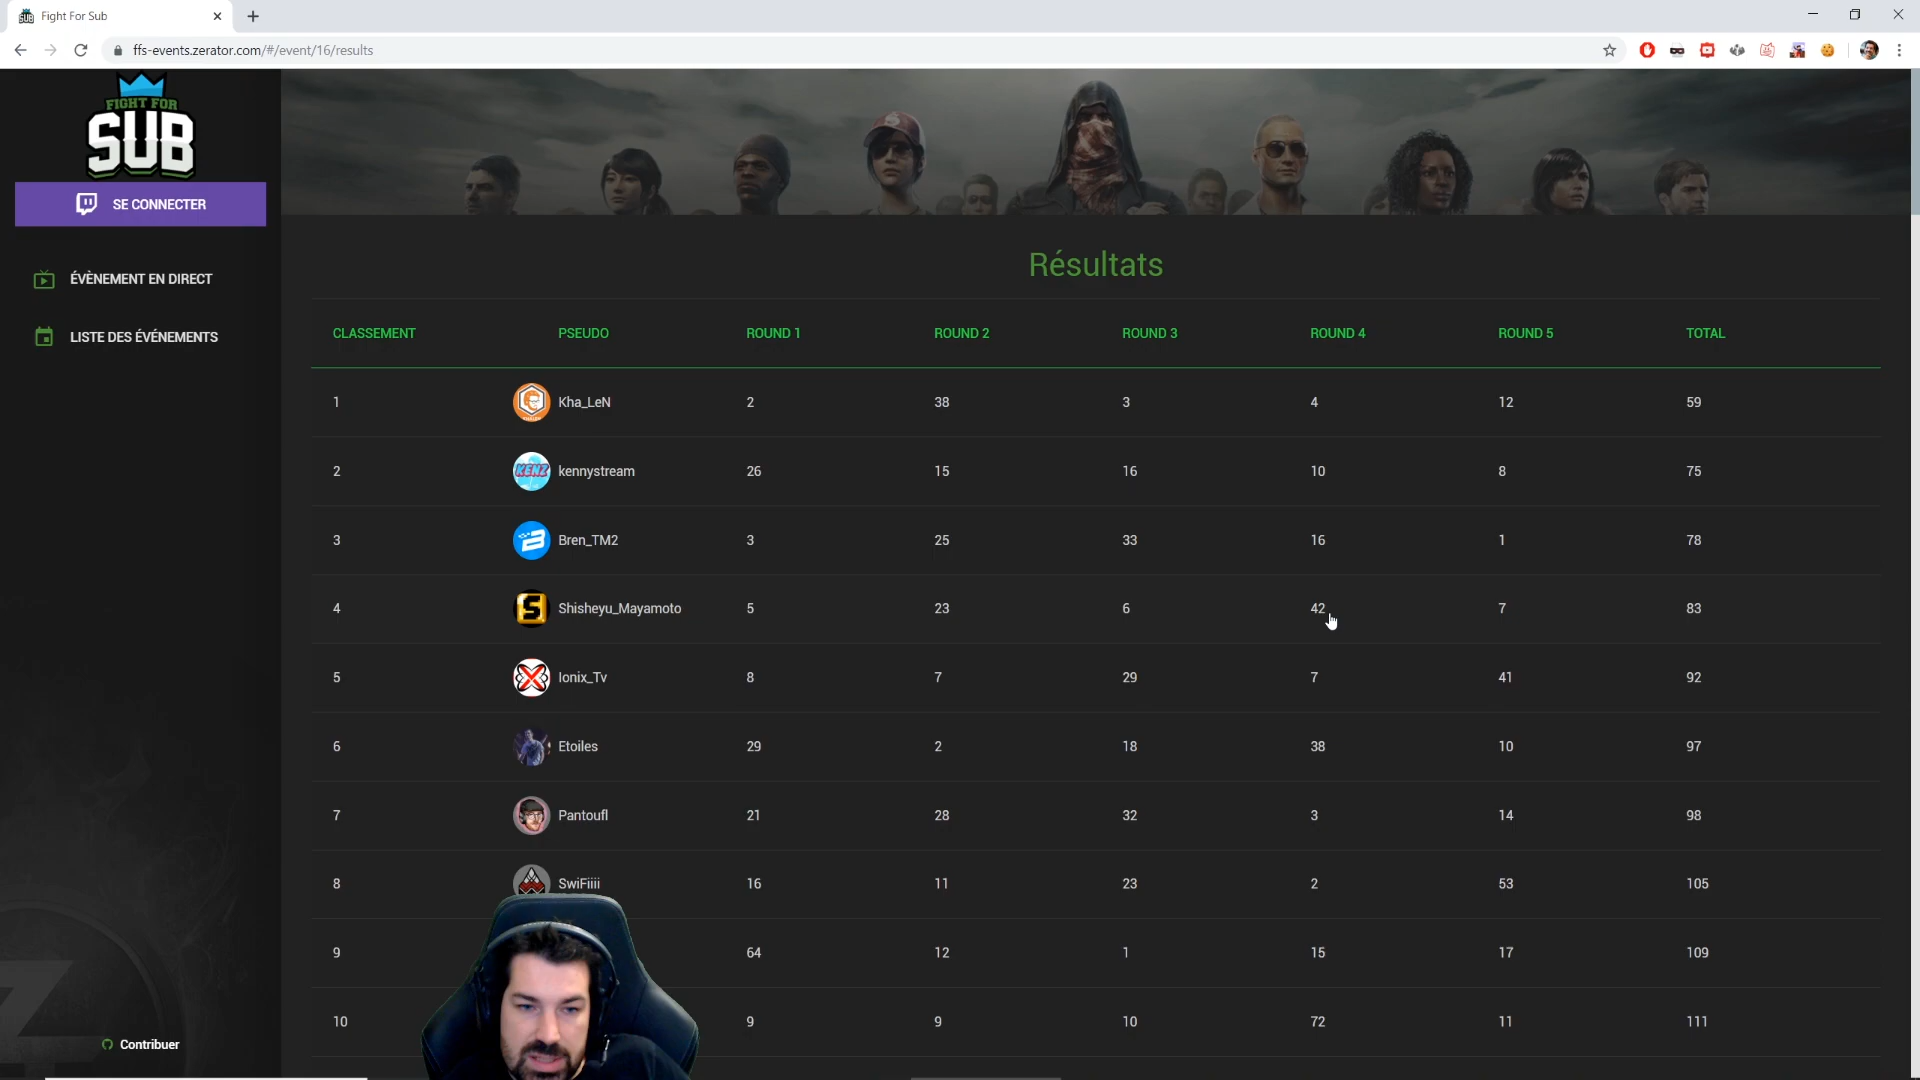 Fight For Sub
ffs-events.zerator.com/#/event/16/results
FIGHT FOR
SUB
SE CONNECTER
ÉVÈNEMENT EN DIRECT
LISTE DES ÉVÉNEMENTS
Contribuer
Résultats
CLASSEMENT PSEUDO ROUND 1 ROUND 2 ROUND 3 ROUND 4 ROUND 5 TOTAL
1 Kha_LeN 2 38 3 4 12 59
2 KENZ kennystream 26 15 16 10 8 75
3 Bren_TM2 3 25 33 16 1 78
4 S Shisheyu_Mayamoto 5 23 6 42 7 83
5 Ionix_Tv 8 7 29 7 41 92
6 Etoiles 29 2 18 38 10 97
7 Pantoufl 21 28 32 3 14 98
8 SwiFiiii 16 11 23 2 53 105
9 64 12 1 15 17 109
10 9 9 10 72 11 111